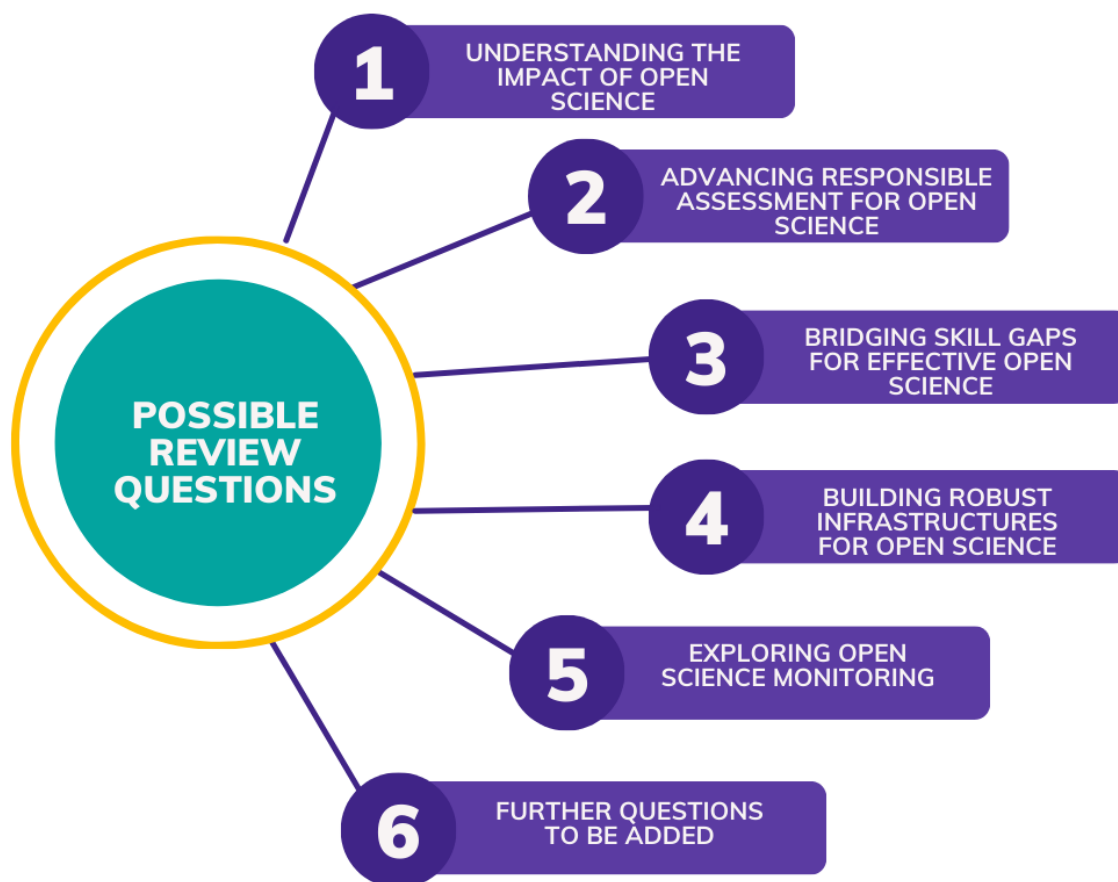 1
UNDERSTANDING THE
IMPACT OF OPEN
SCIENCE
2
ADVANCING RESPONSIBLE
ASSESSMENT FOR OPEN
SCIENCE
3
BRIDGING SKILL GAPS
FOR EFFECTIVE OPEN
SCIENCE
POSSIBLE
REVIEW
QUESTIONS
4
BUILDING ROBUST
INFRASTRUCTURES
FOR OPEN SCIENCE
5
EXPLORING OPEN
SCIENCE MONITORING
6
FURTHER QUESTIONS
TO BE ADDED